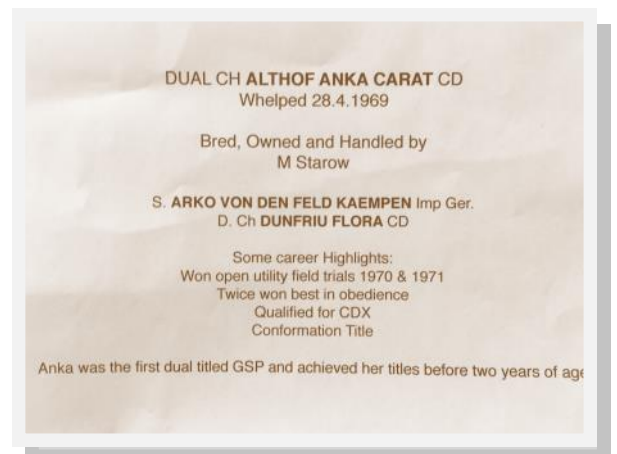 DUAL CH ALTHOF ANKA CARAT CD
Whelped 28.4.1969
Bred, Owned and Handled by
M Starow
S. ARKO VON DEN FELD KAEMPEN Imp Ger.
D. Ch DUNFRIU FLORA CD
Some career Highlights:
Won open utility field trials 1970 & 1971
Twice won best in obedience
Qualified for CDX
Conformation Title
Anka was the first dual titled GSP and achieved her titles before two years of age